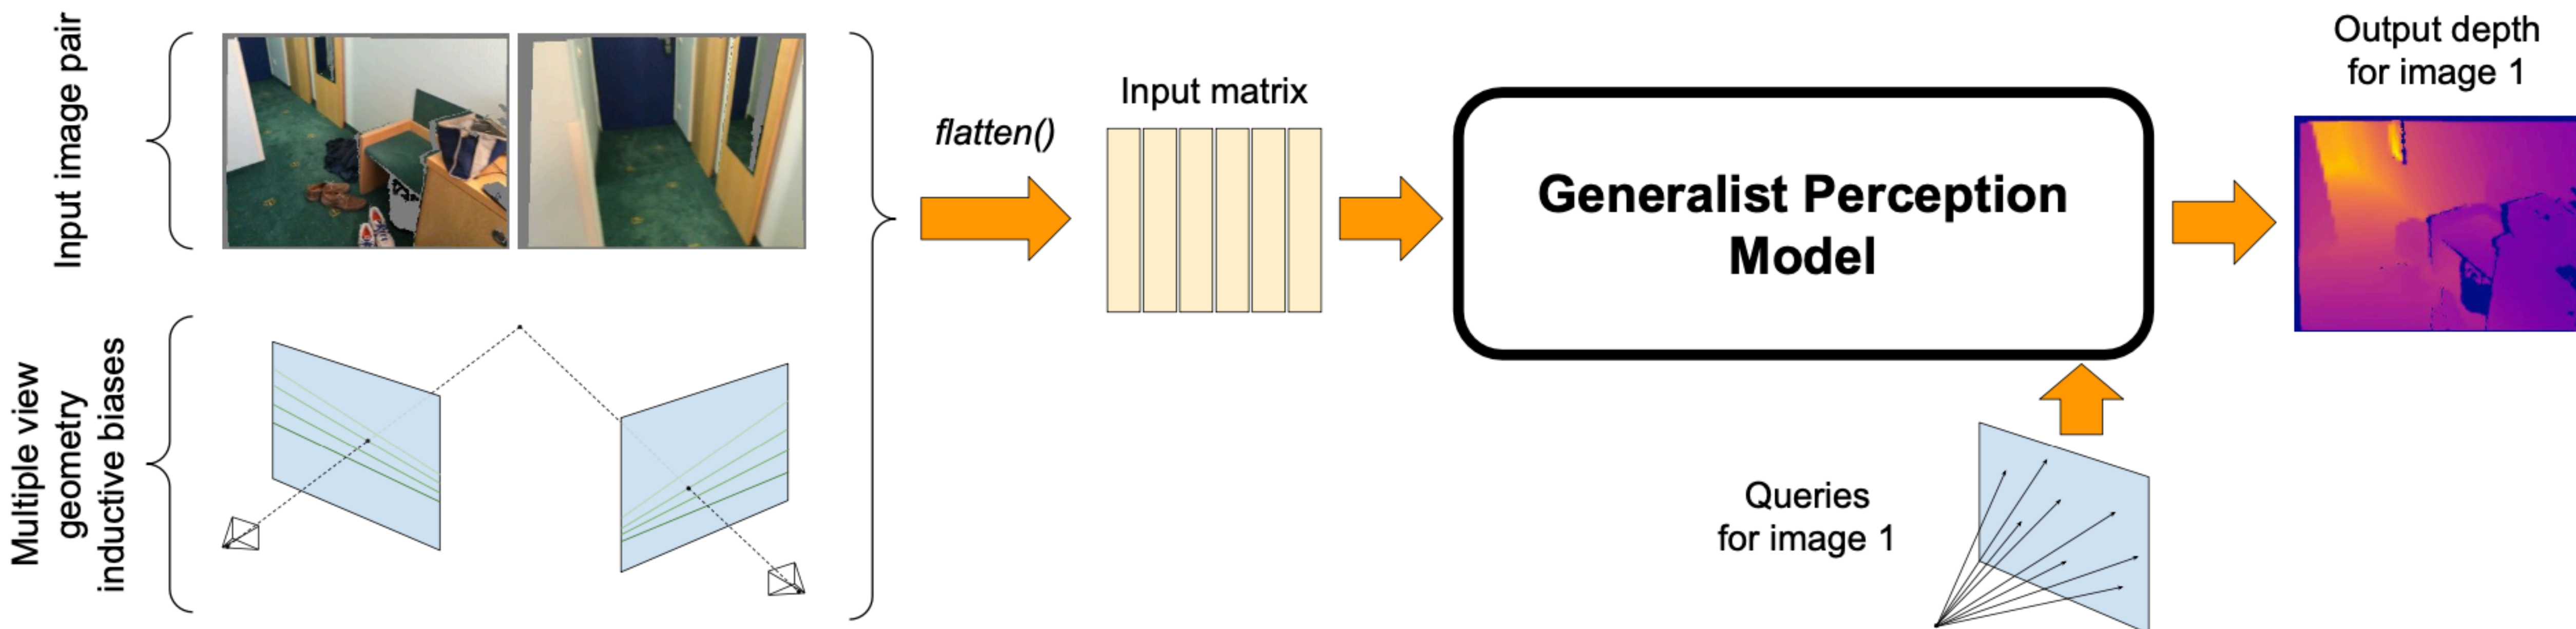 Input image pair
Multiple view
geometry
inductive biases
flatten()
Input matrix
Generalist Perception
Model
Queries
for image 1
Output depth
for image 1